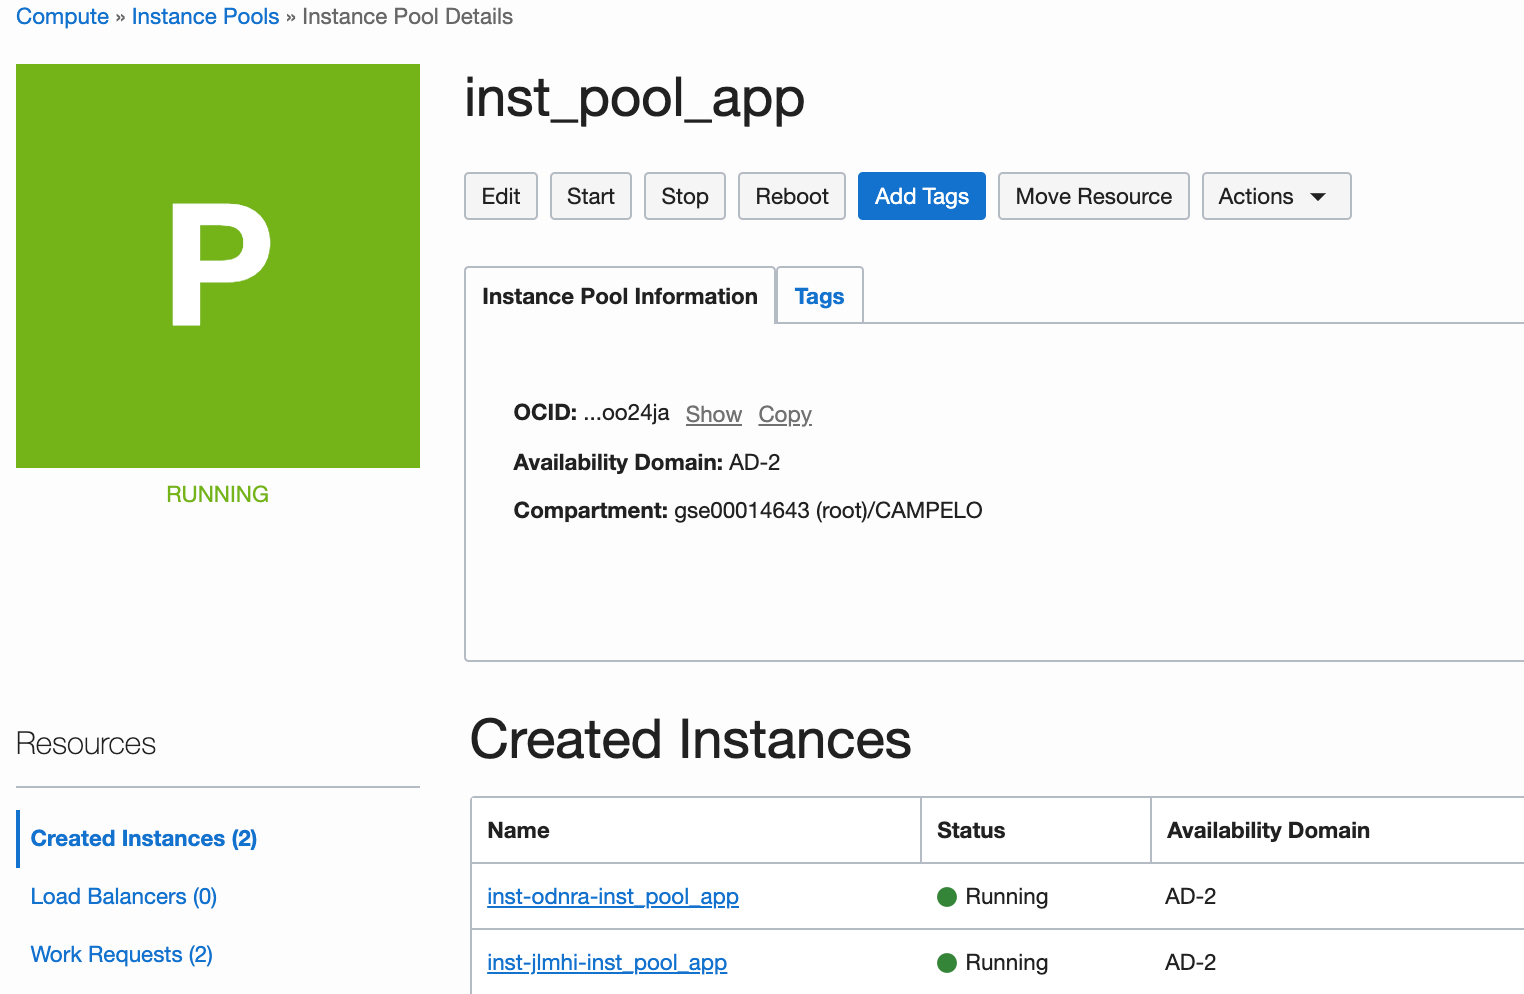 Compute » Instance Pools » Instance Pool Details
P
RUNNING
inst_pool_app
Edit Start Stop Reboot Add Tags Move Resource Actions
Instance Pool Information Tags
OCID: ...oo24ja Show Copy
Availability Domain: AD-2
Compartment: gse00014643 (root)/CAMPELO
Resources
Created Instances (2)
Load Balancers (0)
Work Requests (2)
Created Instances
Name Status Availability Domain
inst-odnra-inst_pool_app Running AD-2
inst-jlmhi-inst_pool_app Running AD-2